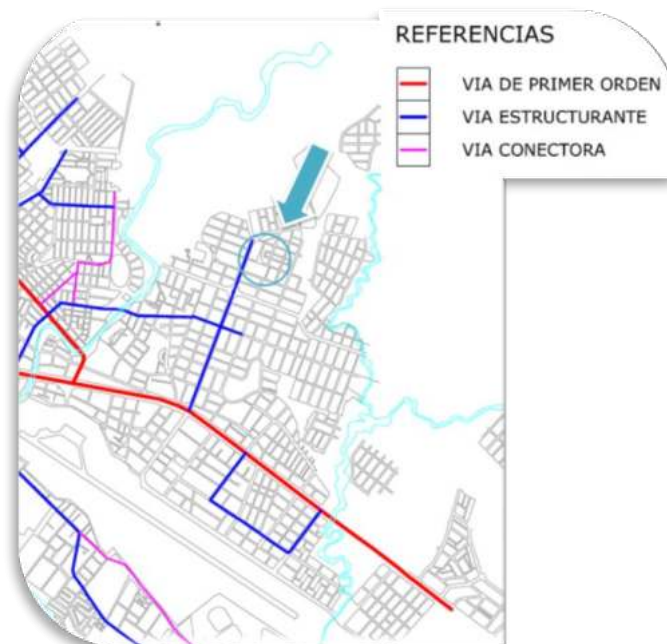 REFERENCIAS
VIA DE PRIMER ORDEN
VIA ESTRUCTURANTE
VIA CONECTORA